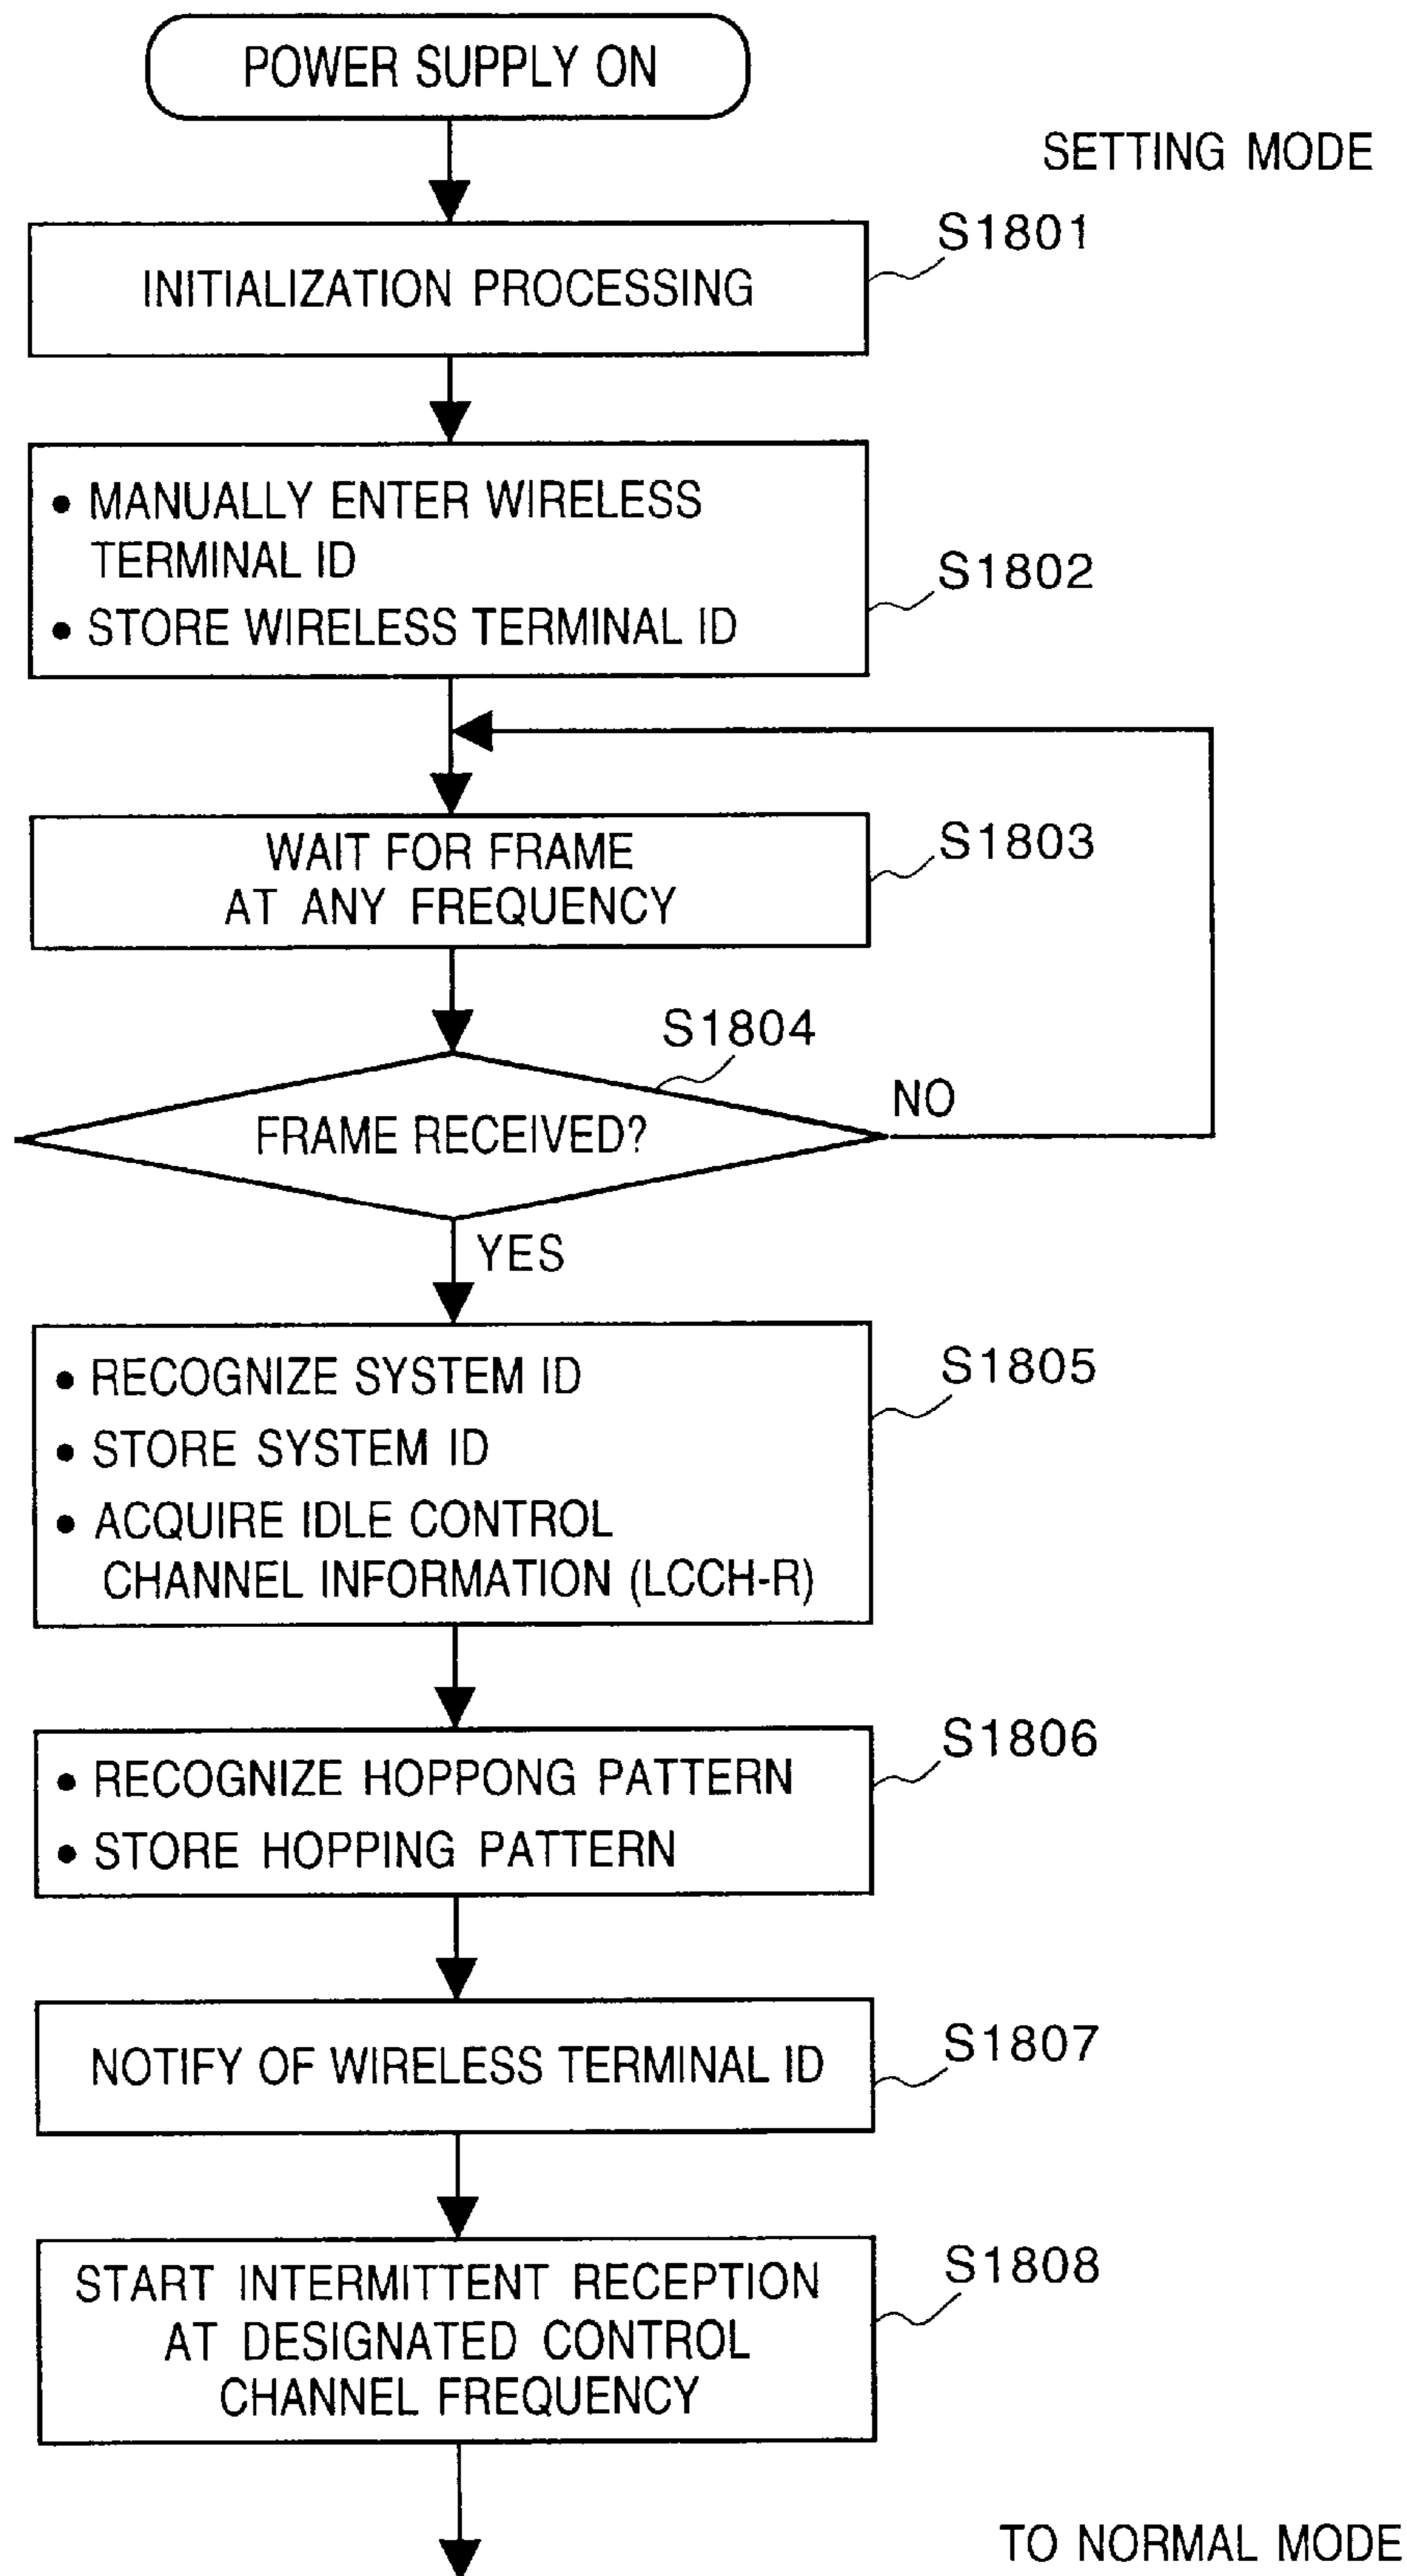 POWER SUPPLY ON
SETTING MODE
S1801
INITIALIZATION PROCESSING
• MANUALLY ENTER WIRELESS
TERMINAL ID
• STORE WIRELESS TERMINAL ID
S1802
WAIT FOR FRAME
AT ANY FREQUENCY
S1803
S1804
FRAME RECEIVED?
NO
YES
• RECOGNIZE SYSTEM ID
• STORE SYSTEM ID
• ACQUIRE IDLE CONTROL
CHANNEL INFORMATION (LCCH-R)
S1805
• RECOGNIZE HOPPONG PATTERN
• STORE HOPPING PATTERN
S1806
NOTIFY OF WIRELESS TERMINAL ID
S1807
START INTERMITTENT RECEPTION
AT DESIGNATED CONTROL
CHANNEL FREQUENCY
S1808
TO NORMAL MODE